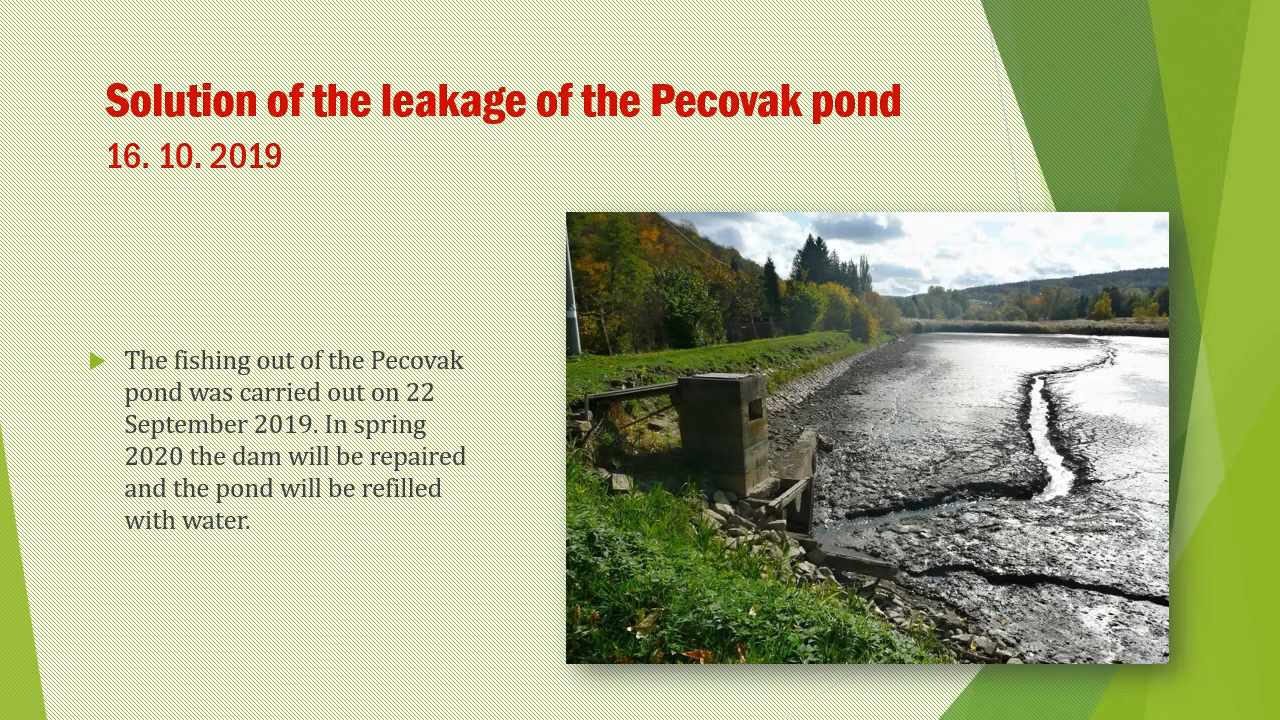 Solution of the leakage of the Pecovak pond
16. 10. 2019
The fishing out of the Pecovak
pond was carried out on 22
September 2019. In spring
2020 the dam will be repaired
and the pond will be refilled
with water.